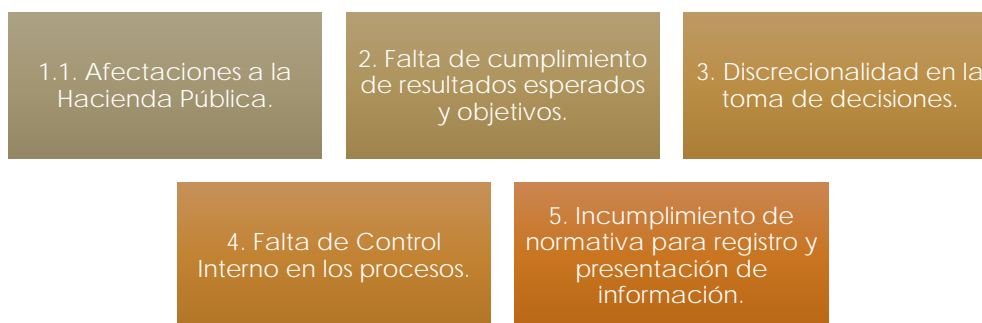 1.1. Afectaciones a la
Hacienda Pública.
2. Falta de cumplimiento
de resultados esperados
y objetivos.
3. Discrecionalidad en la
toma de decisiones.
4. Falta de Control
Interno en los procesos.
5. Incumplimiento de
normativa para registro y
presentación de
información.